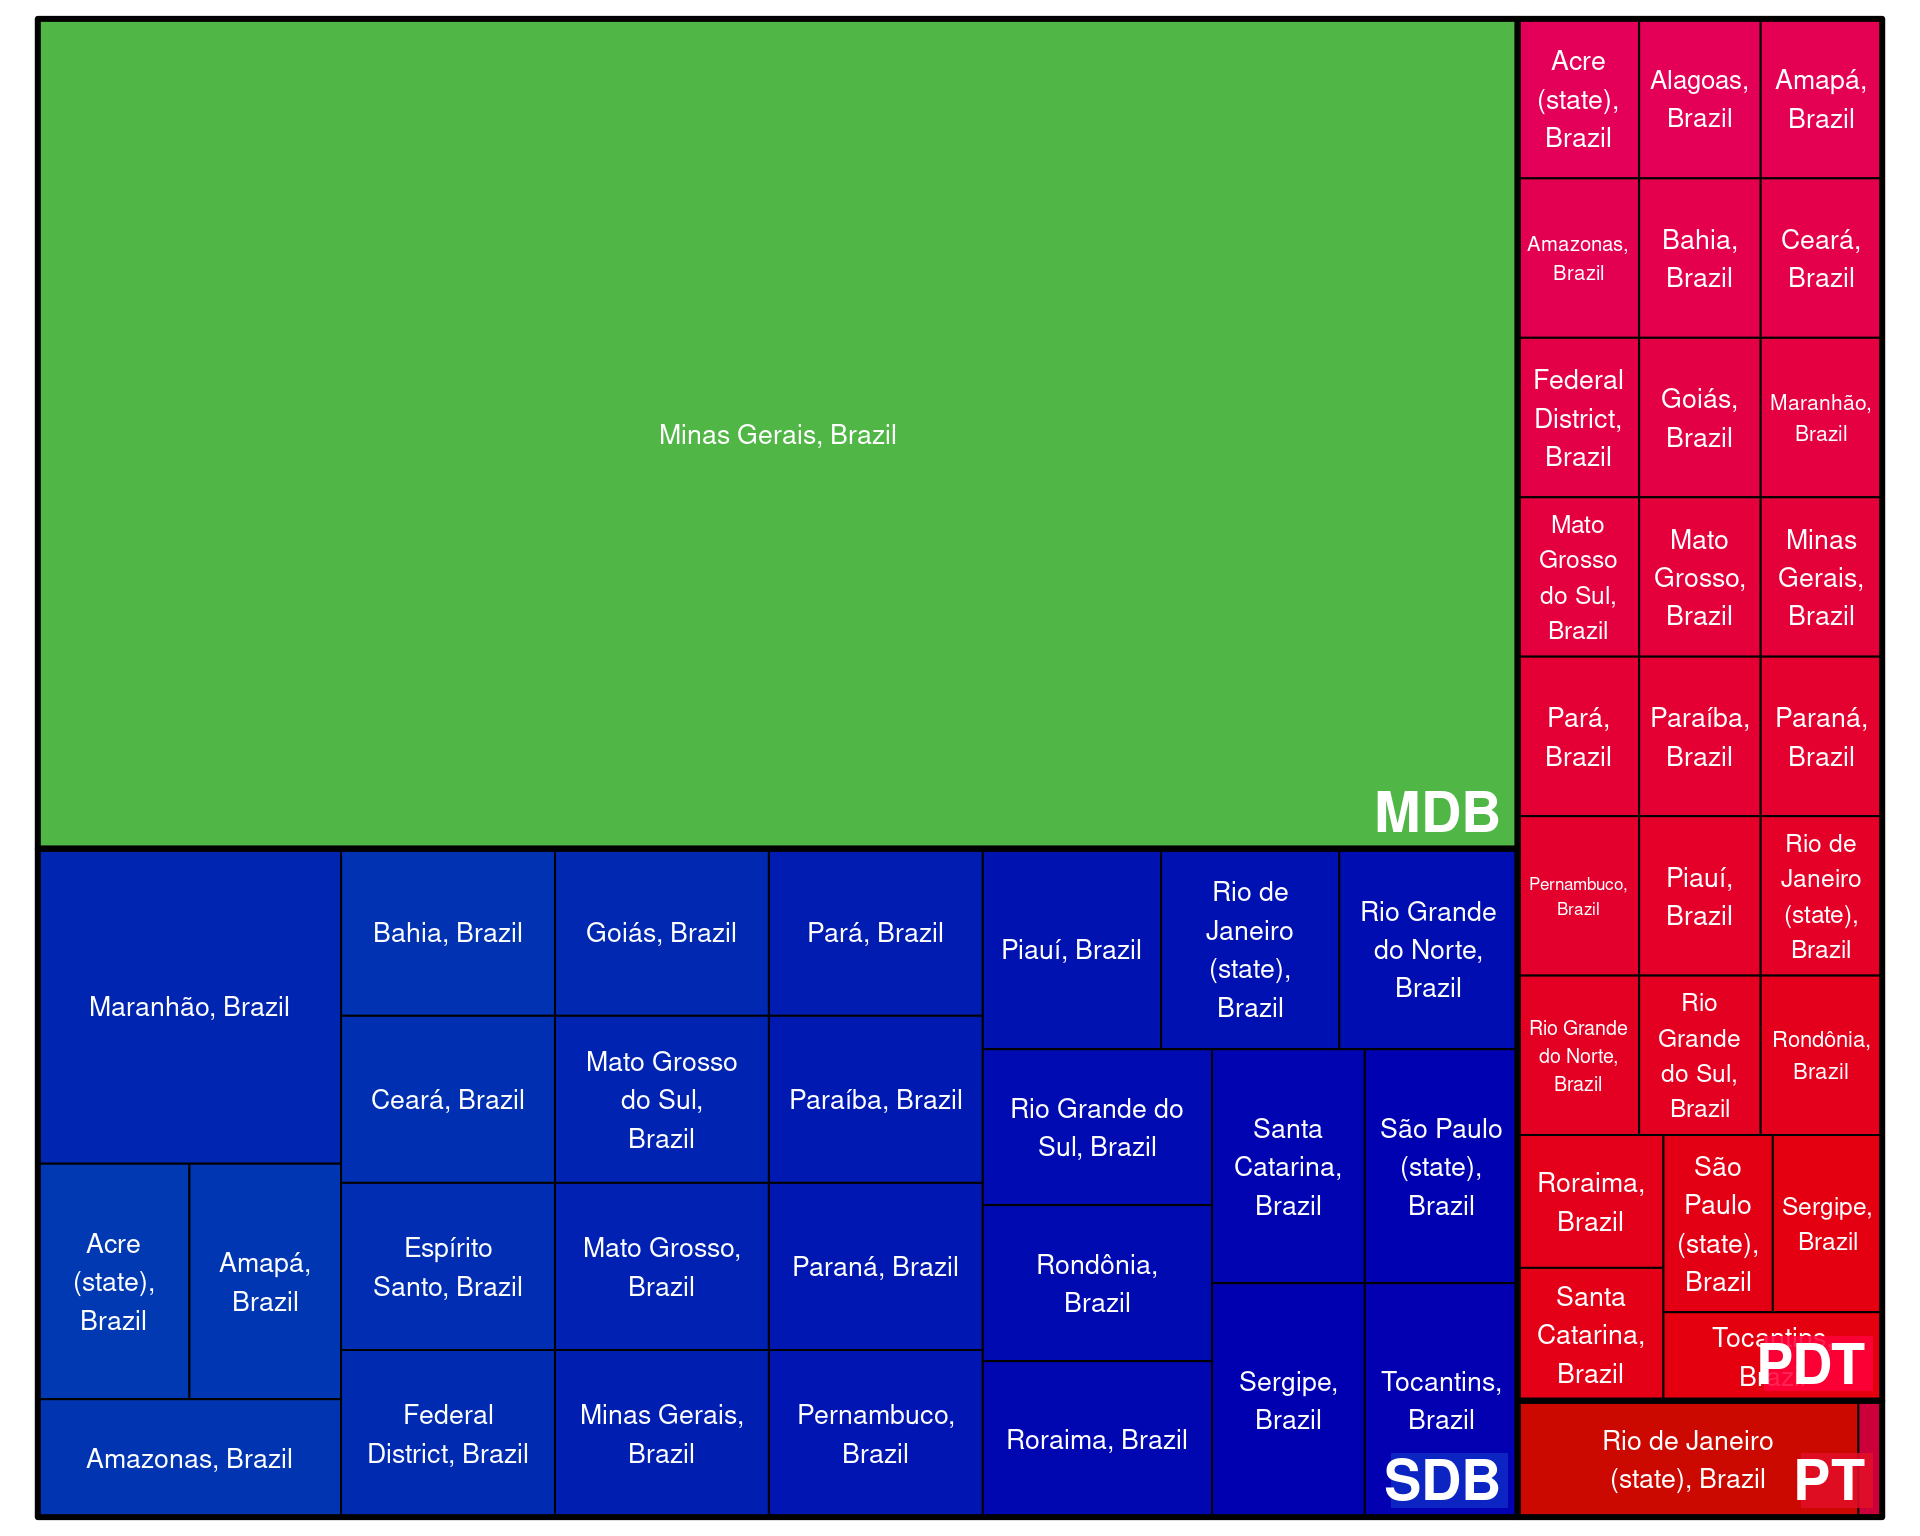 Minas Gerais, Brazil
MDB
Maranhão, Brazil
Acre
(state),
Brazil
Amapá,
Brazil
Amazonas, Brazil
Bahia, Brazil
Ceará, Brazil
Espírito
Santo, Brazil
Federal
District, Brazil
Goiás, Brazil
Mato Grosso
do Sul,
Brazil
Mato Grosso,
Brazil
Minas Gerais,
Brazil
Pará, Brazil
Paraíba, Brazil
Paraná, Brazil
Pernambuco,
Brazil
Piauí, Brazil
Rio de
Janeiro
(state),
Brazil
Rio Grande
do Norte,
Brazil
Rio Grande do
Sul, Brazil
Rondônia,
Brazil
Roraima, Brazil
Santa
Catarina,
Brazil
São Paulo
(state),
Brazil
Sergipe,
Brazil
Tocantins,
Brazil
SDB
Acre
(state),
Brazil
Alagoas,
Brazil
Amapá,
Brazil
Amazonas,
Brazil
Bahia,
Brazil
Ceará,
Brazil
Federal
District,
Brazil
Goiás,
Brazil
Maranhão,
Brazil
Mato
Grosso
do Sul,
Brazil
Mato
Grosso,
Brazil
Minas
Gerais,
Brazil
Pará,
Brazil
Paraíba,
Brazil
Paraná,
Brazil
Pernambuco,
Brazil
Piauí,
Brazil
Rio de
Janeiro
(state),
Brazil
Rio Grande
do Norte,
Brazil
Rio
Grande
do Sul,
Brazil
Rondônia,
Brazil
Roraima,
Brazil
São
Paulo
(state),
Brazil
Sergipe,
Brazil
Santa
Catarina,
Brazil
Tocantins,
Brazil
PDT
Rio de Janeiro
(state), Brazil
PT